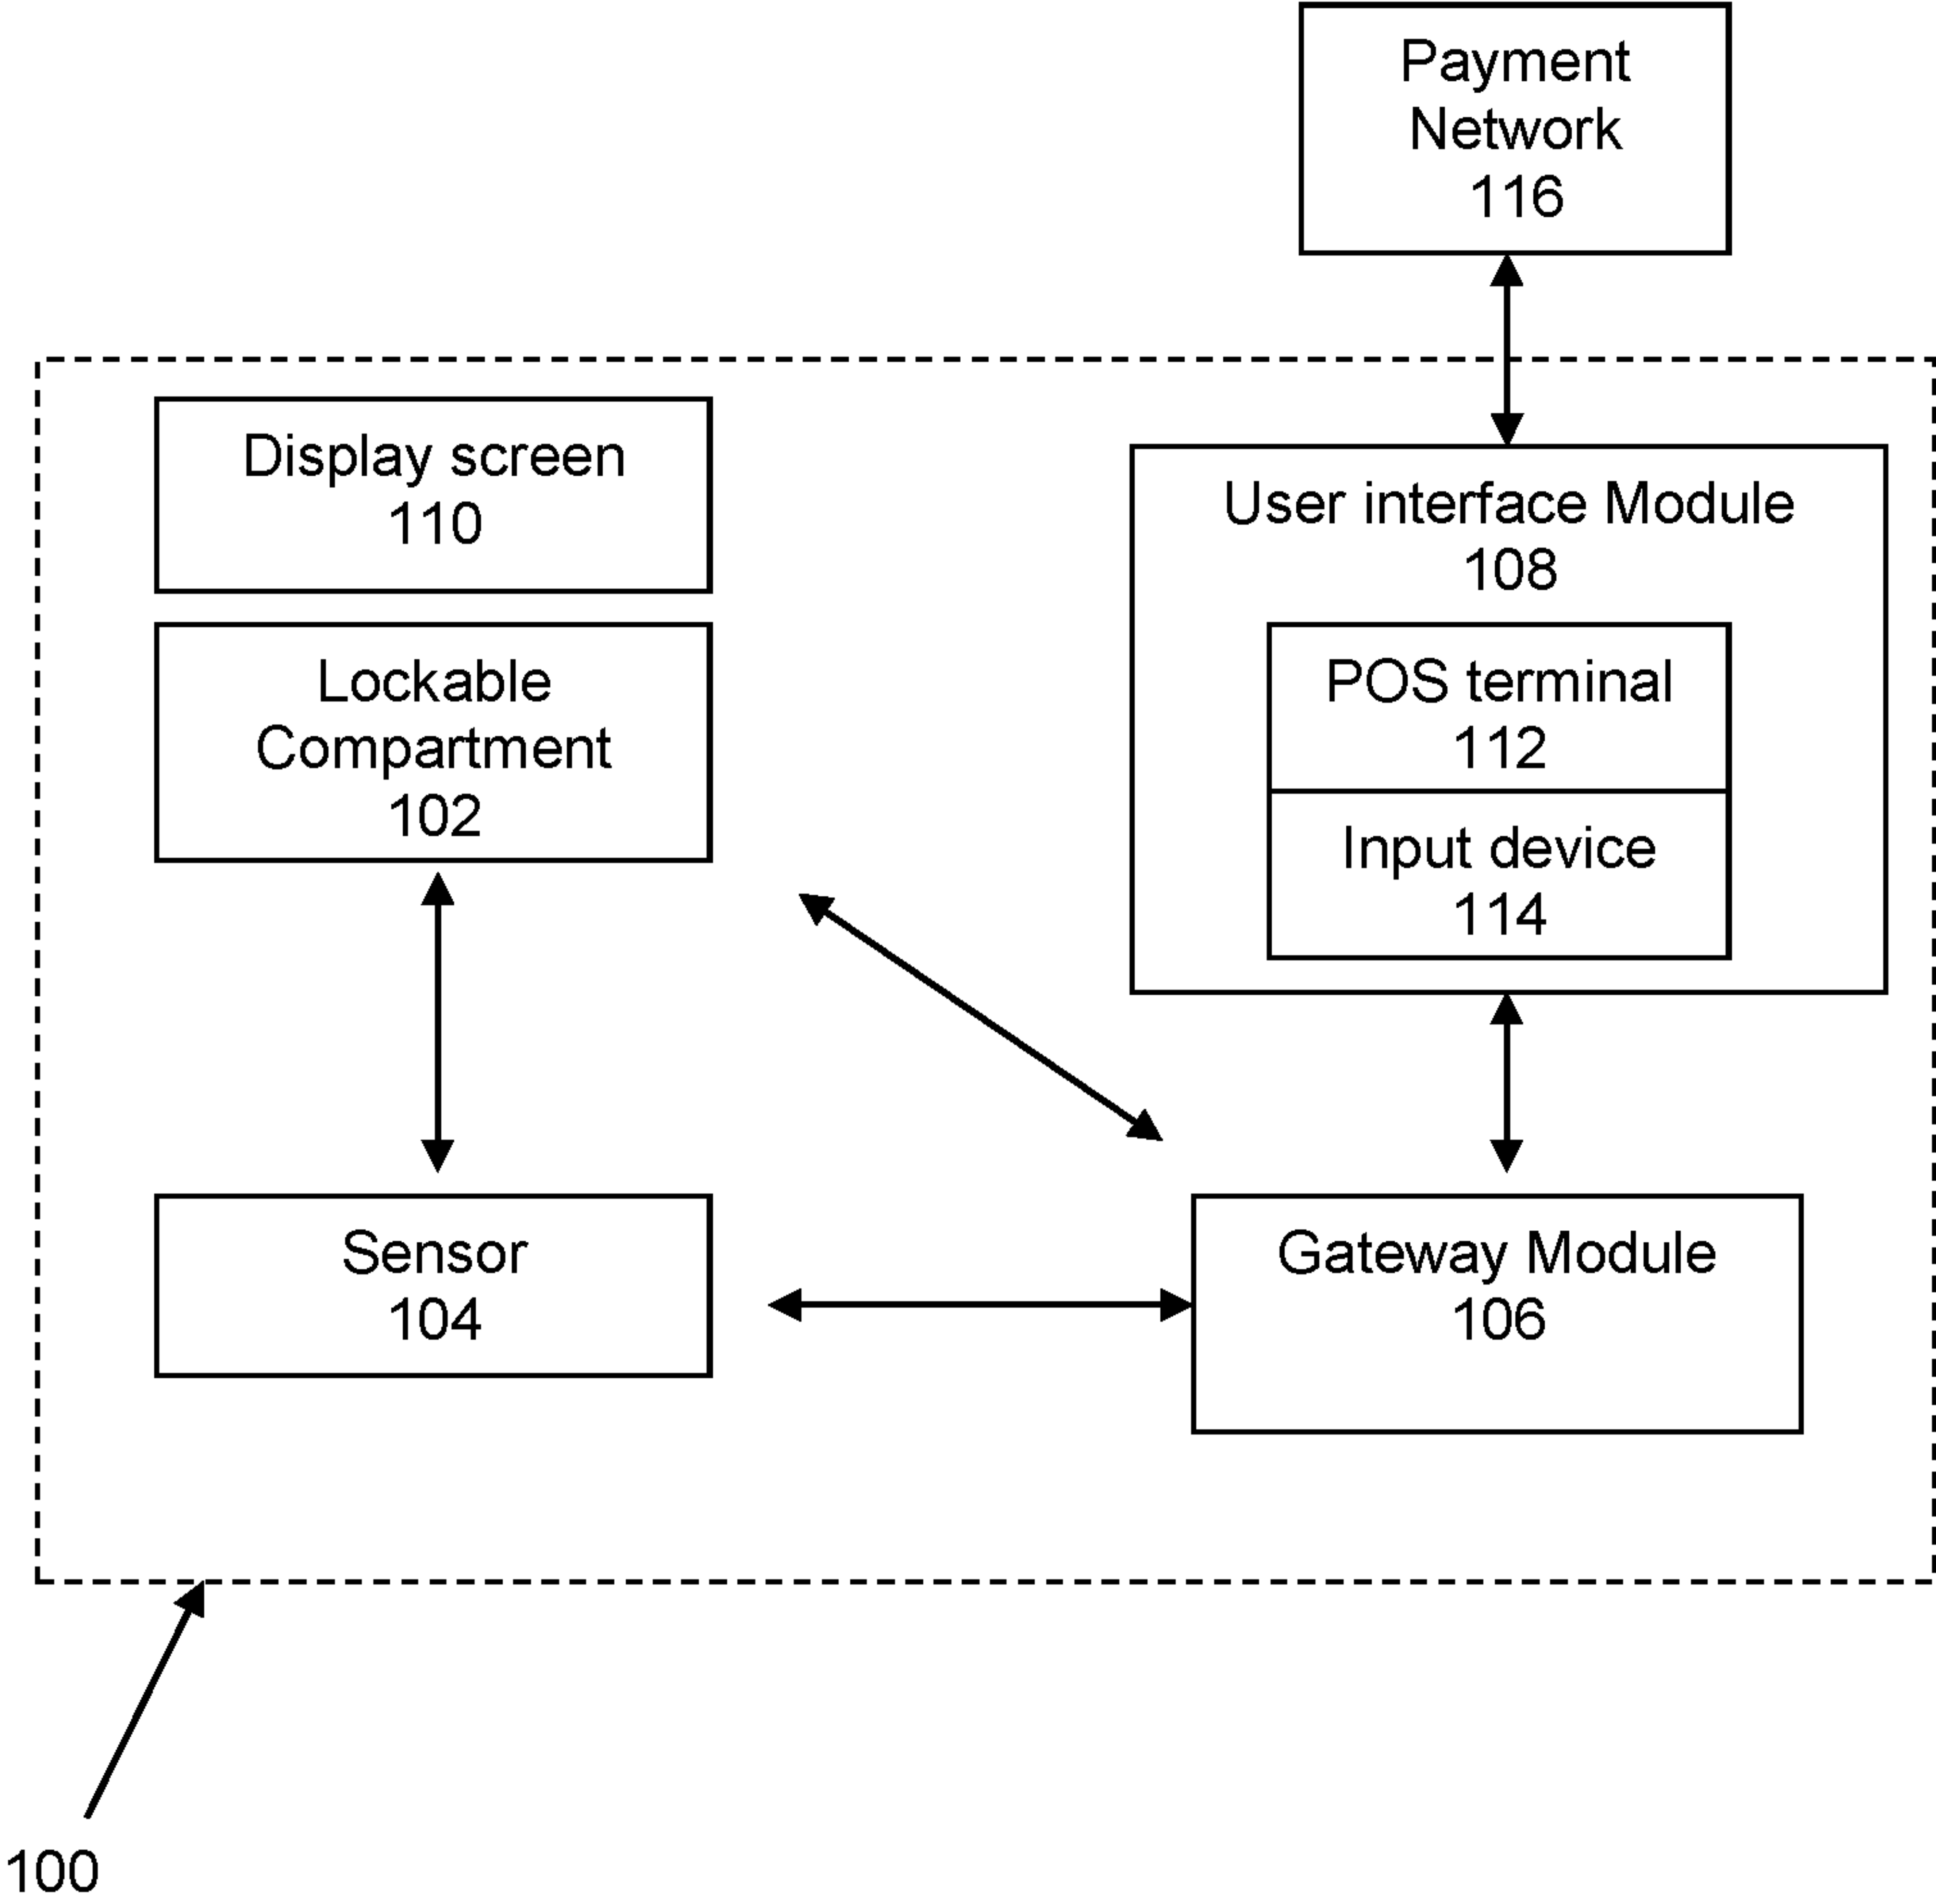 Payment
Network
116
Display screen
110
User interface Module
108
Lockable
Compartment
102
POS terminal
112
Input device
114
Sensor
104
Gateway Module
106
100